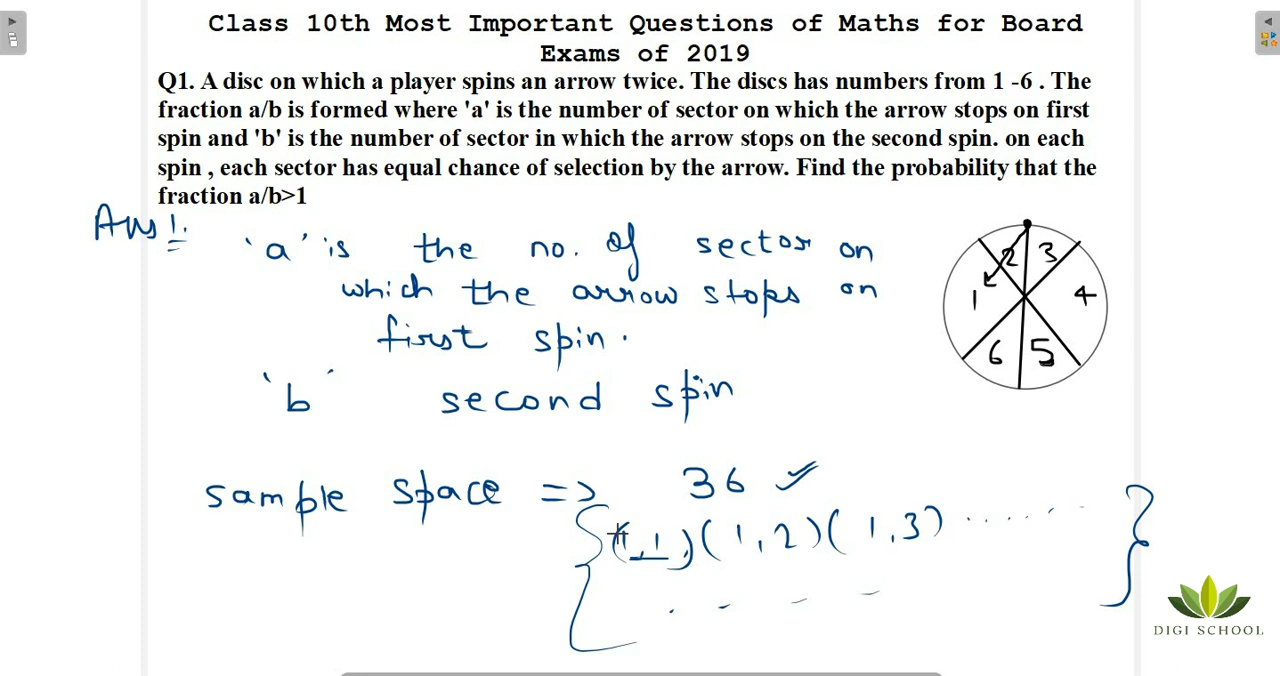 Class 10th Most Important Questions of Maths for Board
Exams of 2019
Q1. A disc on which a player spins an arrow twice. The discs has numbers from 1 -6 . The
fraction a/b is formed where 'a' is the number of sector on which the arrow stops on first
spin and 'b' is the number of sector in which the arrow stops on the second spin. on each
spin , each sector has equal chance of selection by the arrow. Find the probability that the
fraction a/b>1
Ans1.
'a' is the no. of sector on
which the arrow stops on
first spin.
'b' second spin
2 3
1 4
6 5
sample space => 36 ✓
{ (1,1)(1,2)(1,3) ...... }
. - - -
DIGI SCHOOL